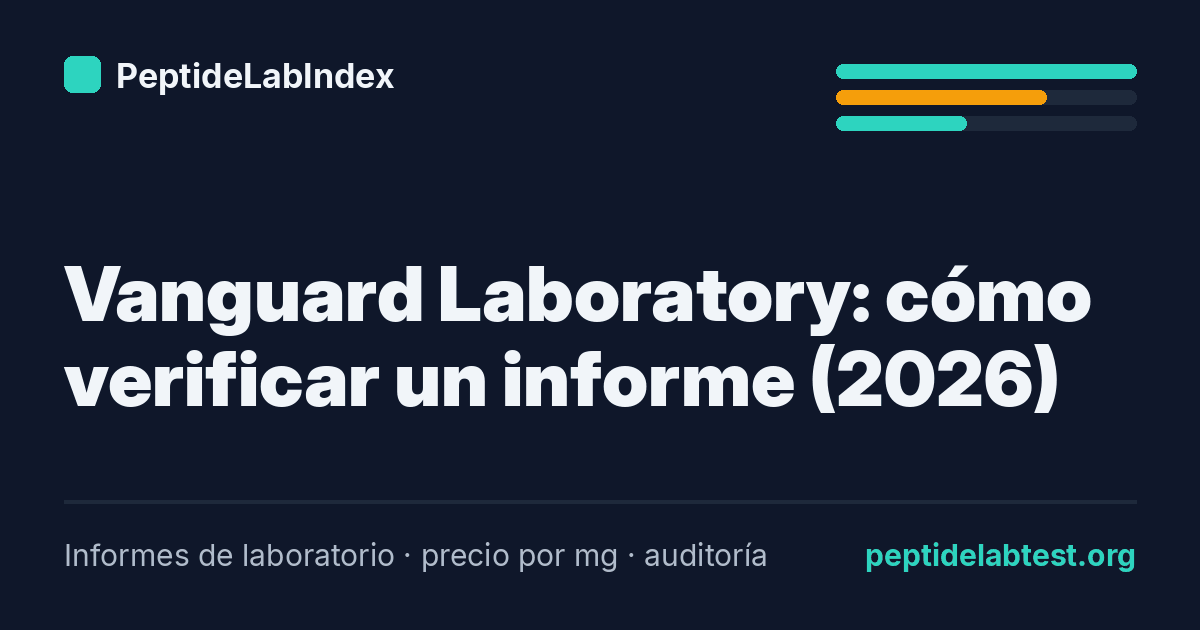 PeptideLabIndex
Vanguard Laboratory: cómo
verificar un informe (2026)
Informes de laboratorio · precio por mg · auditoría
peptidelabtest.org